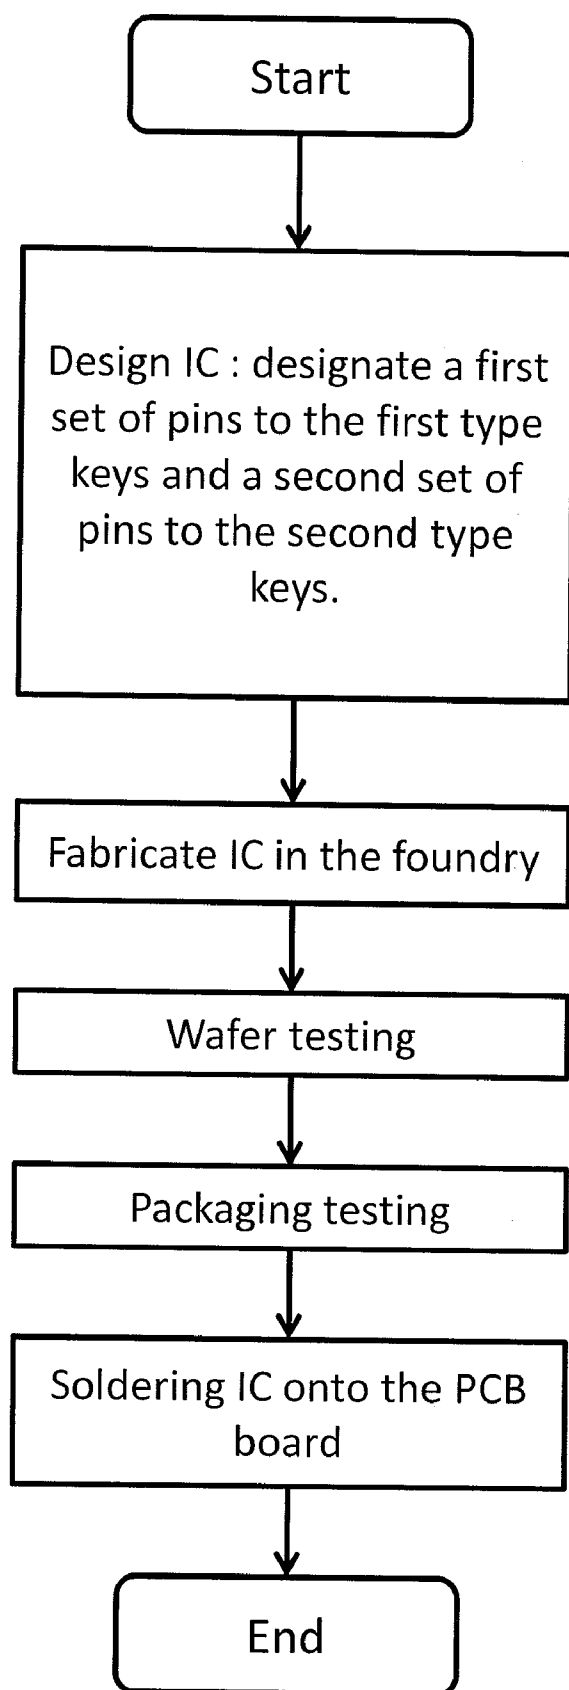 Start
Design IC : designate a first
set of pins to the first type
keys and a second set of
pins to the second type
keys.
Fabricate IC in the foundry
Wafer testing
Packaging testing
Soldering IC onto the PCB
board
End